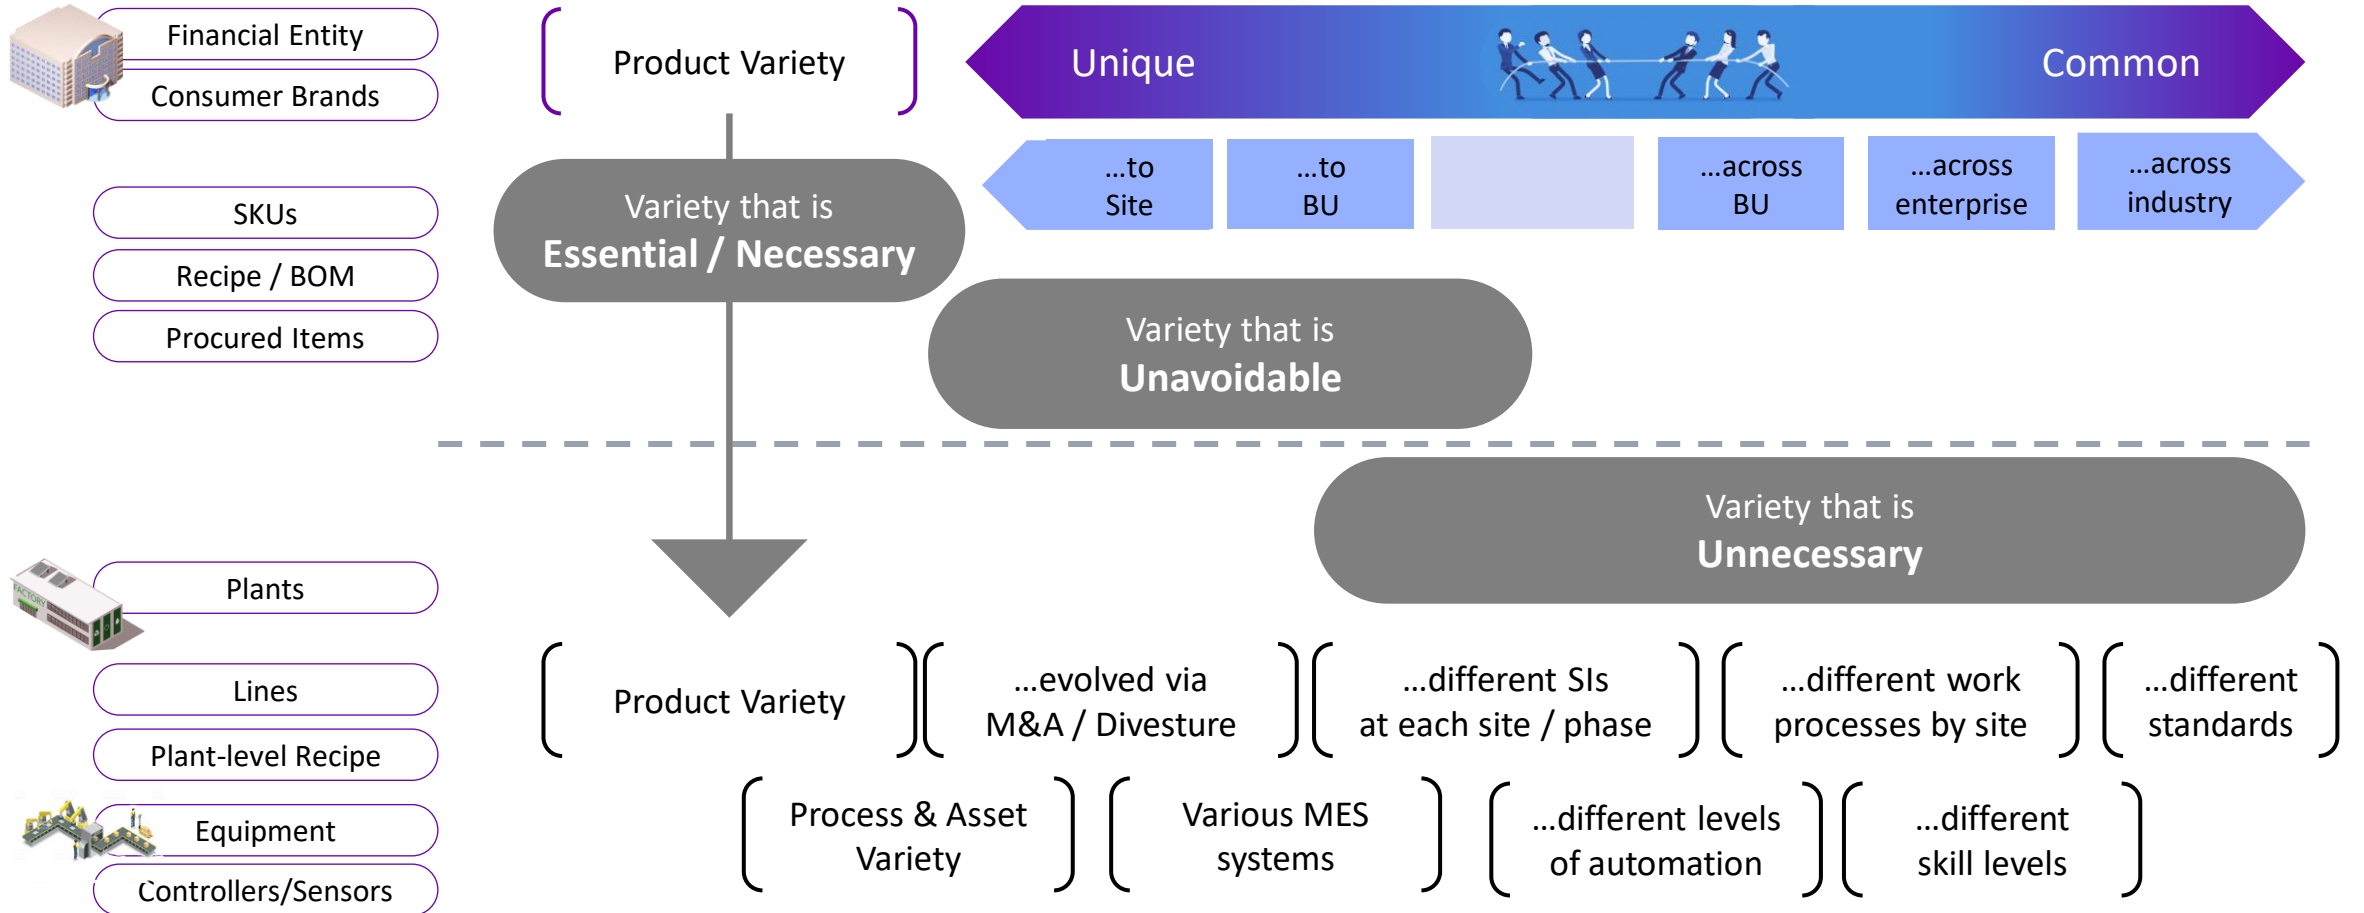 Financial Entity
Consumer Brands
SKUs
Recipe / BOM
Procured Items
Plants
Lines
Plant-level Recipe
Equipment
Controllers/Sensors
FACTORY
Product Variety
Unique
Common
...to
Site
...to
BU
...across
BU
...across
enterprise
...across
industry
Variety that is
Essential / Necessary
Variety that is
Unavoidable
Variety that is
Unnecessary
Product Variety
...evolved via
M&A / Divesture
...different SIs
at each site / phase
...different work
processes by site
...different
standards
Process & Asset
Variety
Various MES
systems
...different levels
of automation
...different
skill levels